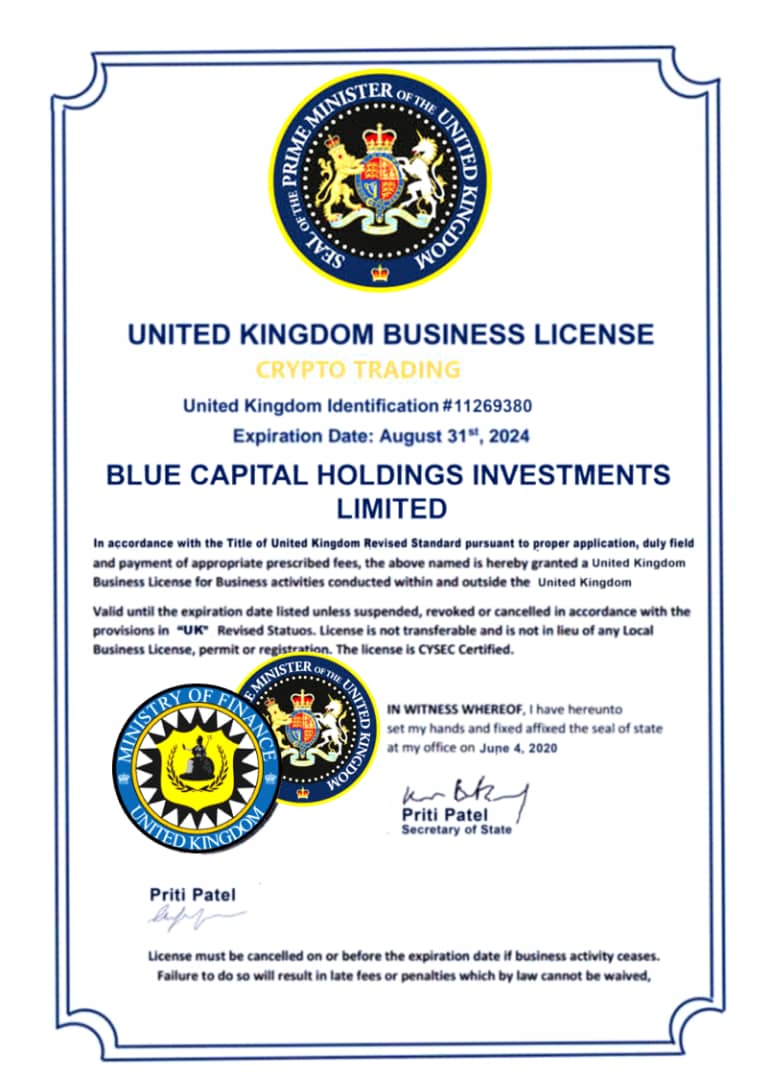 SEAL OF THE PRIME MINISTER OF THE UNITED KINGDOM
UNITED KINGDOM BUSINESS LICENSE
CRYPTO TRADING
United Kingdom Identification #11269380
Expiration Date: August 31st, 2024
BLUE CAPITAL HOLDINGS INVESTMENTS
LIMITED
In accordance with the Title of United Kingdom Revised Standard pursuant to proper application, duly field
and payment of appropriate prescribed fees, the above named is hereby granted a United Kingdom
Business License for Business activities conducted within and outside the United Kingdom
Valid until the expiration date listed unless suspended, revoked or cancelled in accordance with the
provisions in "UK" Revised Statuos. License is not transferable and is not in lieu of any Local
Business License, permit or registration. The license is CYSEC Certified.
MINISTER OF THE UNITED KINGDOM
MINISTRY OF FINANCE
UNITED KINGDOM
IN WITNESS WHEREOF, I have hereunto
set my hands and fixed affixed the seal of state
at my office on June 4, 2020
Priti Patel
Secretary of State
Priti Patel
License must be cancelled on or before the expiration date if business activity ceases.
Failure to do so will result in late fees or penalties which by law cannot be waived,